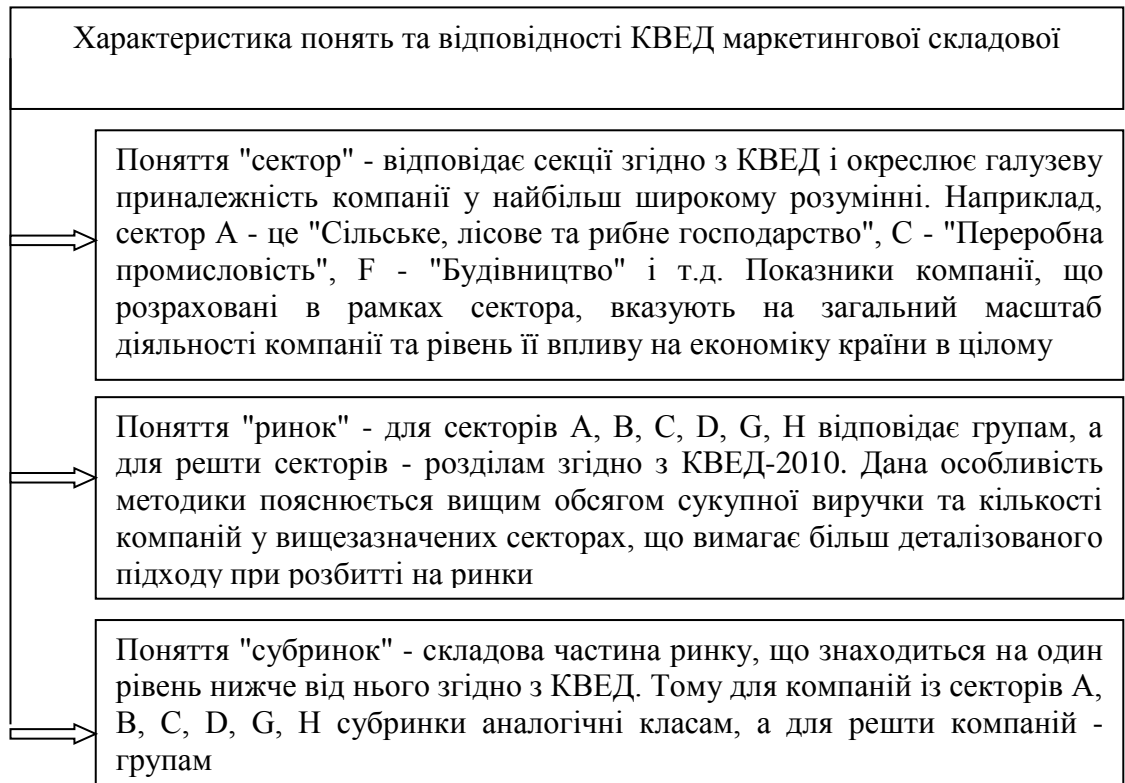 Характеристика понять та відповідності КВЕД маркетингової складової
Поняття "сектор" - відповідає секції згідно з КВЕД і окреслює галузеву
приналежність компанії у найбільш широкому розумінні. Наприклад,
сектор А - це "Сільське, лісове та рибне господарство", С - "Переробна
промисловість", F - "Будівництво" і т.д. Показники компанії, що
розраховані в рамках сектора, вказують на загальний масштаб
діяльності компанії та рівень її впливу на економіку країни в цілому
Поняття "ринок" - для секторів A, B, C, D, G, H відповідає групам, а
для решти секторів - розділам згідно з КВЕД-2010. Дана особливість
методики пояснюється вищим обсягом сукупної виручки та кількості
компаній у вищезазначених секторах, що вимагає більш деталізованого
підходу при розбитті на ринки
Поняття "субринок" - складова частина ринку, що знаходиться на один
рівень нижче від нього згідно з КВЕД. Тому для компаній із секторів А,
B, C, D, G, H субринки аналогічні класам, а для решти компаній -
групам